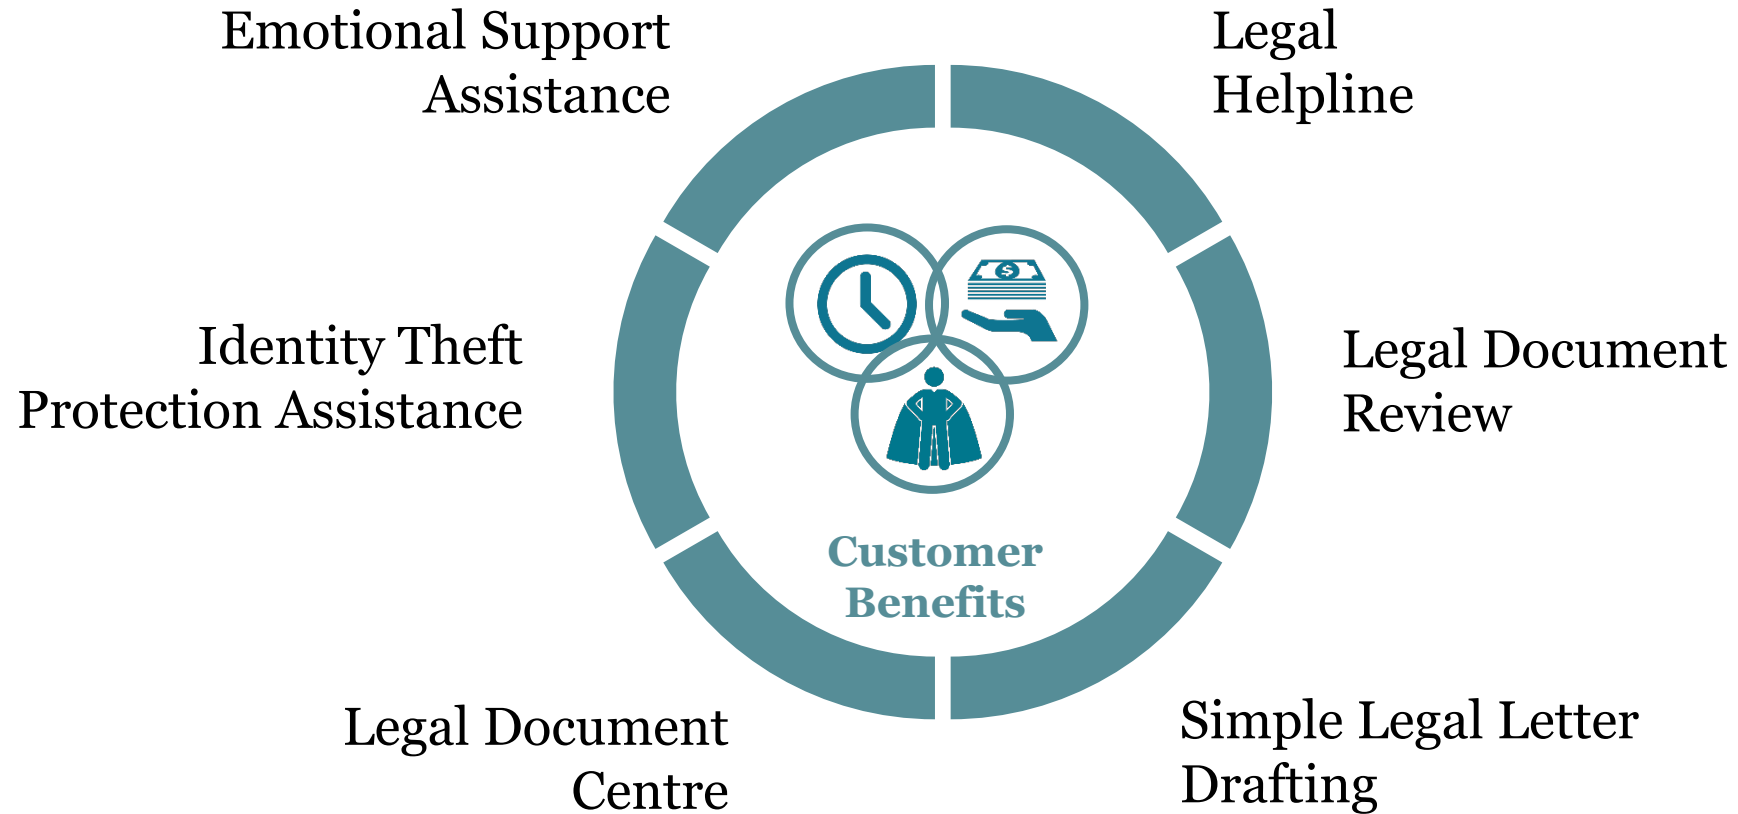 Emotional Support
Assistance
Legal
Helpline
Identity Theft
Protection Assistance
Legal Document
Review
$
Customer
Benefits
Legal Document
Centre
Simple Legal Letter
Drafting